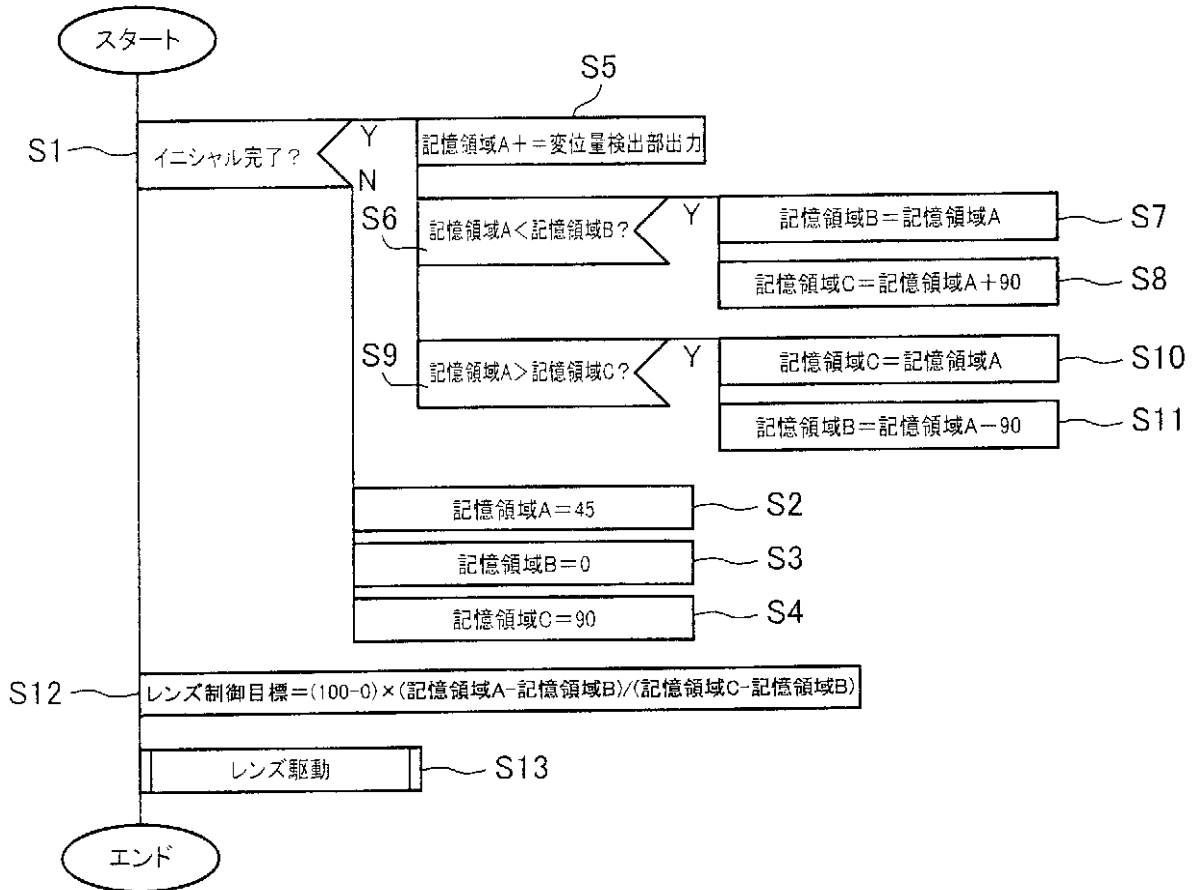 スタート
S1
イニシャル完了?
Y
N
S5
記憶領域A+=変位量検出部出力
S6
記憶領域A<記憶領域B?
Y
記憶領域B=記憶領域A
S7
記憶領域C=記憶領域A+90
S8
S9
記憶領域A>記憶領域C?
Y
記憶領域C=記憶領域A
S10
記憶領域B=記憶領域A-90
S11
記憶領域A=45
S2
記憶領域B=0
S3
記憶領域C=90
S4
S12
レンズ制御目標=(100-0)×(記憶領域A-記憶領域B)/(記憶領域C-記憶領域B)
レンズ駆動
S13
エンド